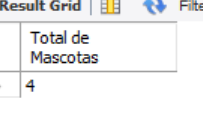 Result Grid
Filte
Total de
Mascotas
4